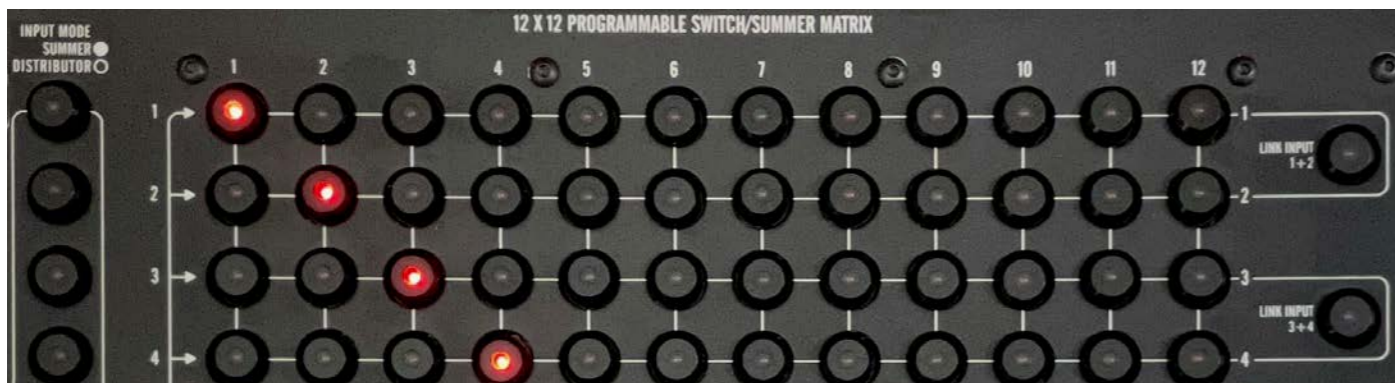 12 X 12 PROGRAMMABLE SWITCH/SUMMER MATRIX
INPUT MODE
SUMMER
DISTRIBUTOR
1 2 3 4 5 6 7 8 9 10 11 12
1 1
LINK INPUT
1+2
2 2
3 3
LINK INPUT
3+4
4 4